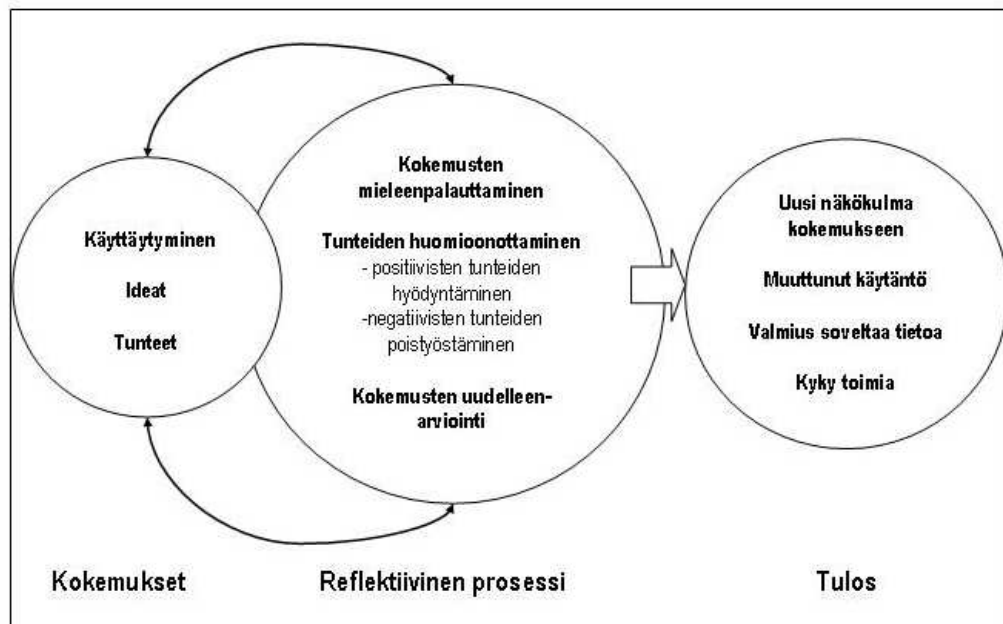 Käyttäytyminen
Ideat
Tunteet
Kokemusten
mieleenpalauttaminen
Tunteiden huomioonottaminen
- positiivisten tunteiden
hyödyntäminen
-negatiivisten tunteiden
poistyöstäminen
Kokemusten uudelleen-
arviointi
Uusi näkökulma
kokemukseen
Muuttunut käytäntö
Valmius soveltaa tietoa
Kyky toimia
Kokemukset
Reflektiivinen prosessi
Tulos